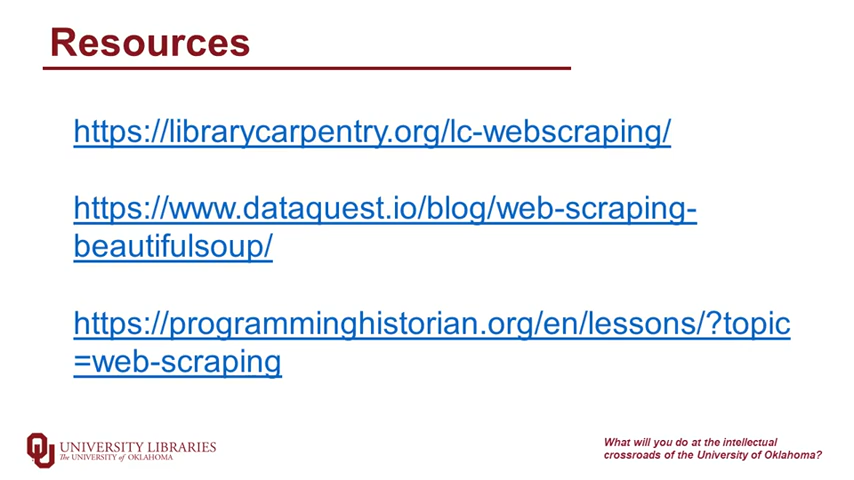 Resources
https://librarycarpentry.org/lc-webscraping/
https://www.dataquest.io/blog/web-scraping-
beautifulsoup/
https://programminghistorian.org/en/lessons/?topic
=web-scraping
UNIVERSITY LIBRARIES
The UNIVERSITY of OKLAHOMA
What will you do at the intellectual
crossroads of the University of Oklahoma?